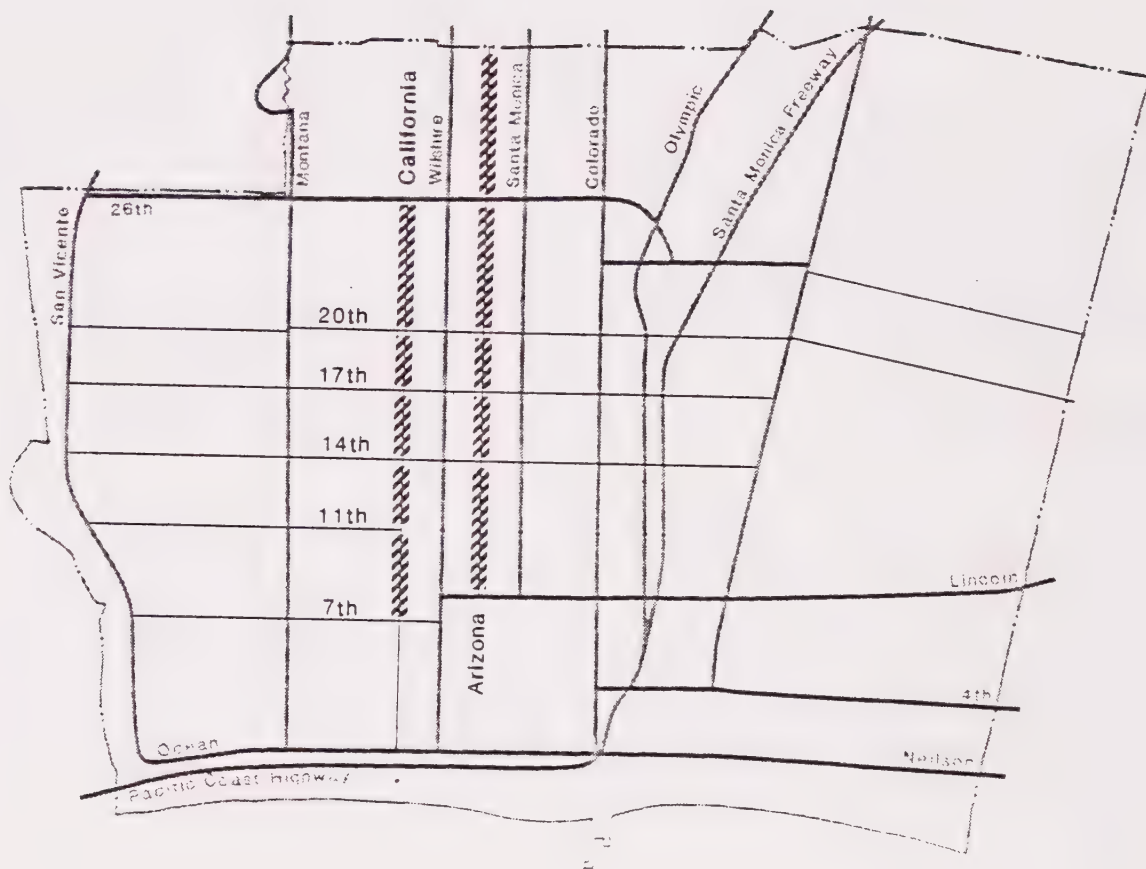 Montana
California
Wilshire
Santa Monica
Colorado
Olympic
Santa Monica Freeway
26th
San Vicente
20th
17th
14th
11th
7th
Arizona
Lincoln
4th
Ocean
Neilson
Pacific Coast Highway